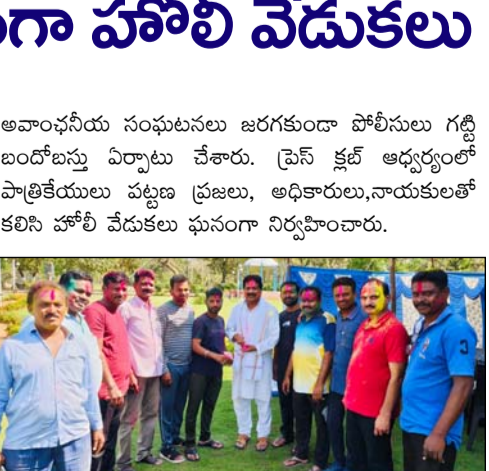 ంగా హోలీ వేడుకలు
అవాంఛనీయ సంఘటనలు జరగకుండా పోలీసులు గట్టి
బందోబస్తు ఏర్పాటు చేశారు. ప్రెస్ క్లబ్ ఆధ్వర్యంలో
పాత్రికేయులు పట్టణ ప్రజలు, అధికారులు,నాయకులతో
కలిసి హోలీ వేడుకలు ఘనంగా నిర్వహించారు.